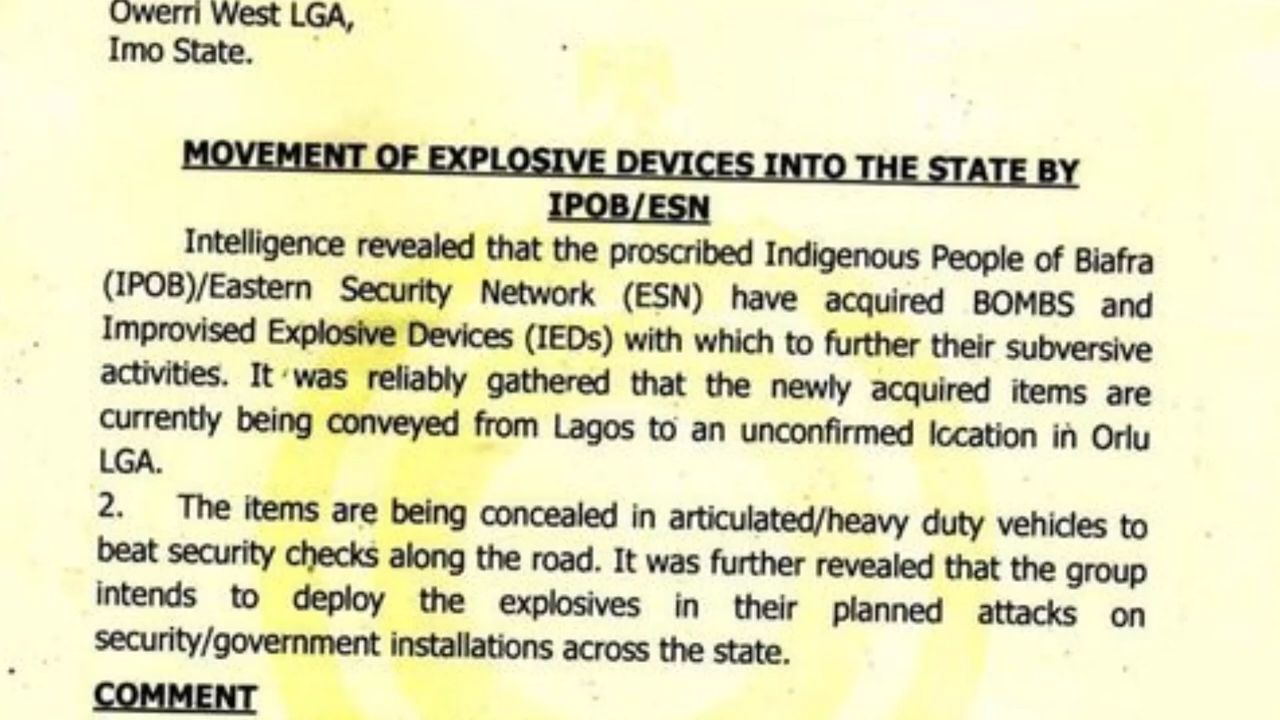 Owerri West LGA,
Imo State.
MOVEMENT OF EXPLOSIVE DEVICES INTO THE STATE BY
IPOB/ESN
Intelligence revealed that the proscribed Indigenous People of Biafra
(IPOB)/Eastern Security Network (ESN) have acquired BOMBS and
Improvised Explosive Devices (IEDs) with which to further their subversive
activities. It was reliably gathered that the newly acquired items are
currently being conveyed from Lagos to an unconfirmed location in Orlu
LGA.
2. The items are being concealed in articulated/heavy duty vehicles to
beat security checks along the road. It was further revealed that the group
intends to deploy the explosives in their planned attacks on
security/government installations across the state.
COMMENT